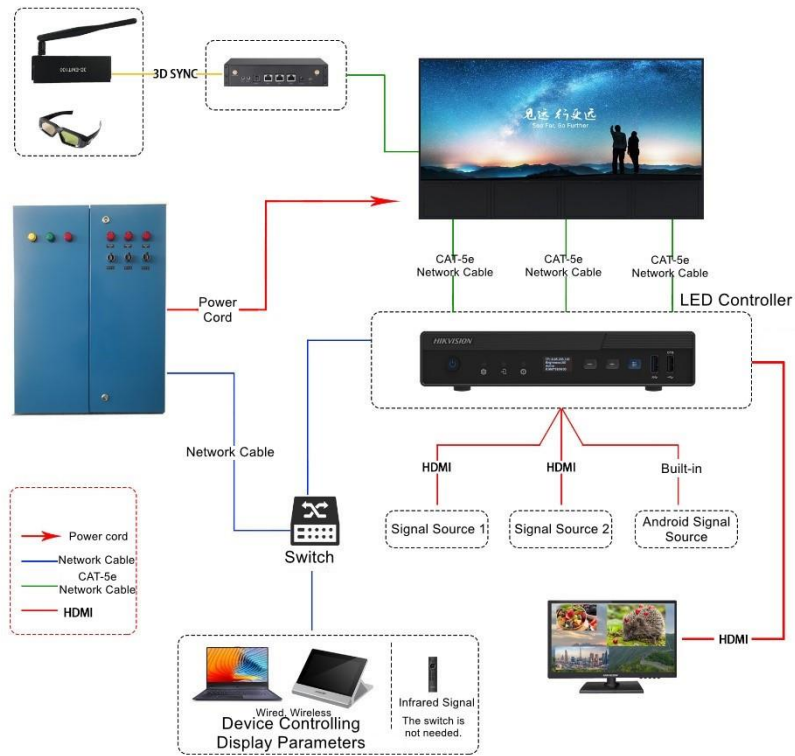 3D-EMT100
3D SYNC
见远 行更远
See Far, Go Further
CAT-5e
Network Cable
CAT-5e
Network Cable
CAT-5e
Network Cable
LED Controller
Power
Cord
HIKVISION
Network Cable
HDMI
HDMI
Built-in
Signal Source 1
Signal Source 2
Android Signal
Source
Switch
Power cord
Network Cable
CAT-5e
Network Cable
HDMI
HDMI
Wired, Wireless
Device Controlling
Display Parameters
Infrared Signal
The switch is
not needed.